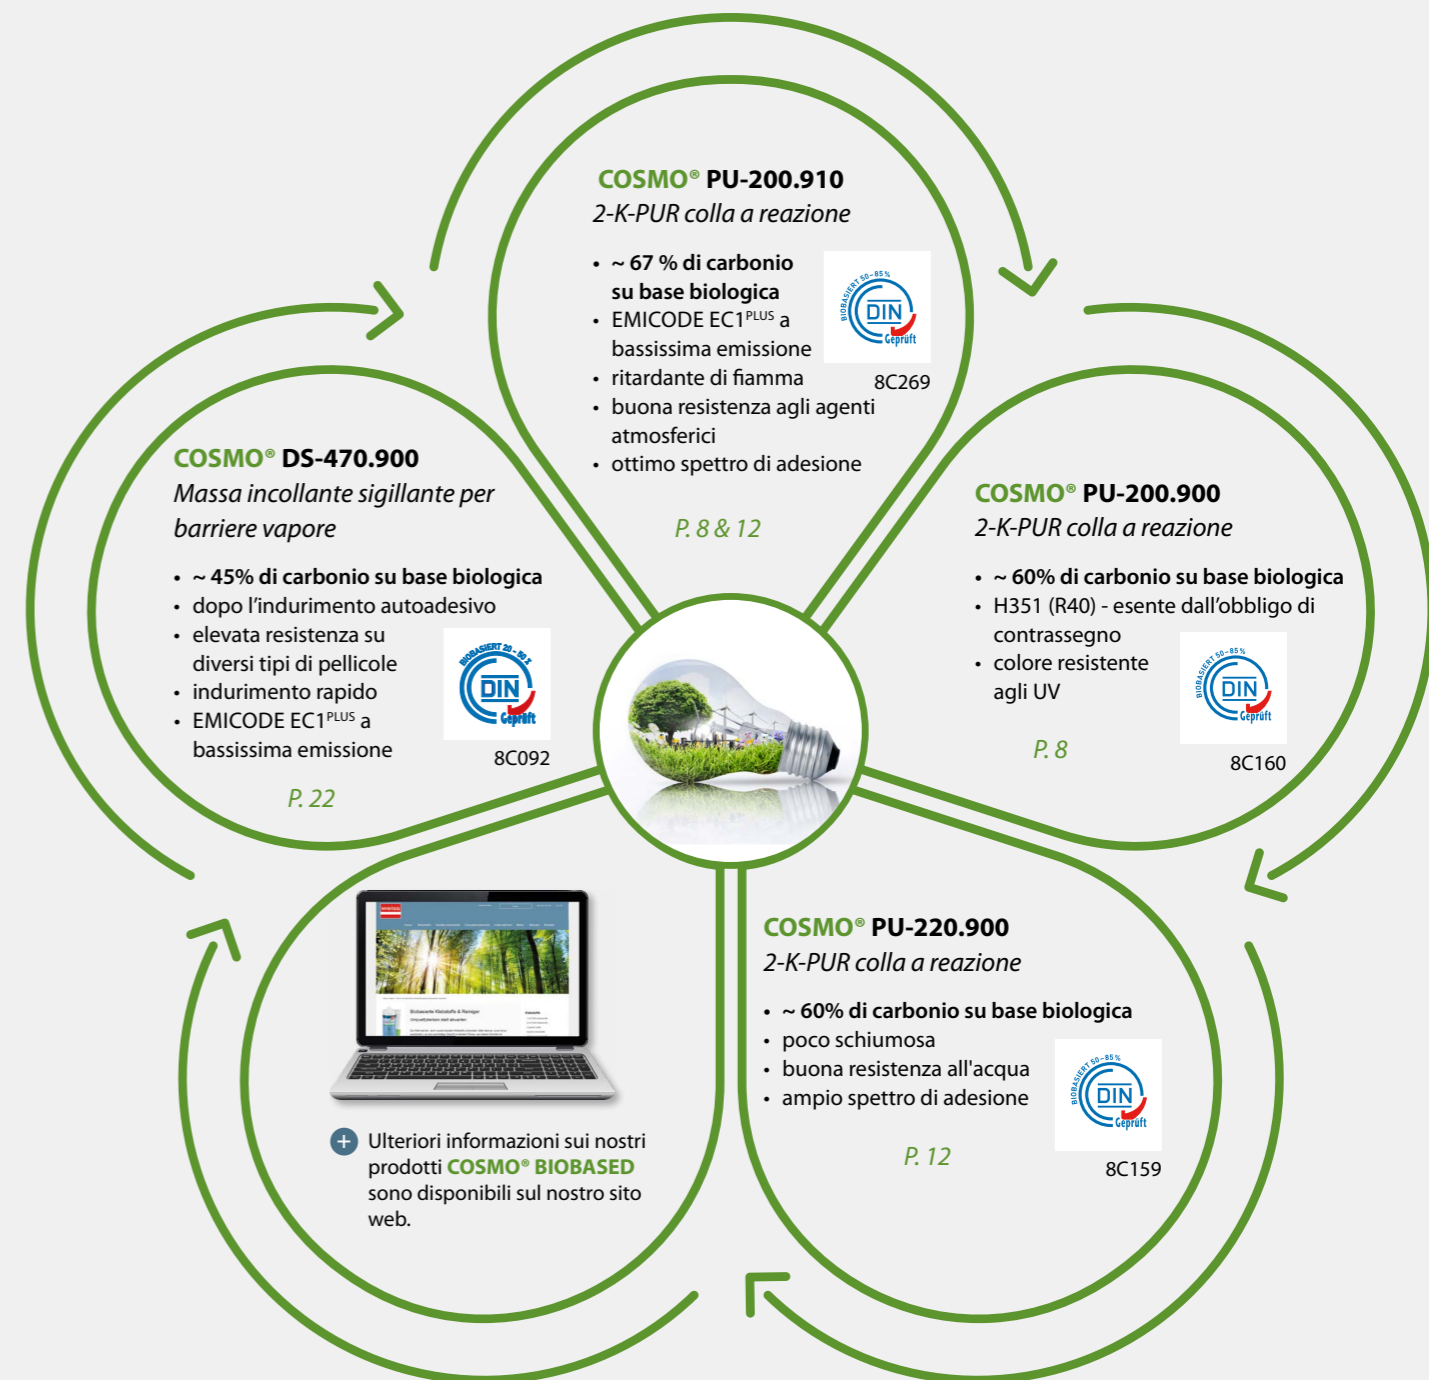 COSMO® PU-200.910
2-K-PUR colla a reazione
• ~ 67 % di carbonio
su base biologica
• EMICODE EC1PLUS a
bassissima emissione
• ritardante di fiamma
• buona resistenza agli agenti
atmosferici
• ottimo spettro di adesione
BIOBASIERT 50-85%
DIN
Geprüft
8C269
P. 8 & 12
COSMO® DS-470.900
Massa incollante sigillante per
barriere vapore
• ~ 45% di carbonio su base biologica
• dopo l’indurimento autoadesivo
• elevata resistenza su
diversi tipi di pellicole
• indurimento rapido
• EMICODE EC1PLUS a
bassissima emissione
BIOBASIERT 20 - 50 %
DIN
Geprüft
8C092
P. 22
COSMO® PU-200.900
2-K-PUR colla a reazione
• ~ 60% di carbonio su base biologica
• H351 (R40) - esente dall’obbligo di
contrassegno
• colore resistente
agli UV
BIOBASIERT 50-85%
DIN
Geprüft
8C160
P. 8
COSMO® PU-220.900
2-K-PUR colla a reazione
• ~ 60% di carbonio su base biologica
• poco schiumosa
• buona resistenza all'acqua
• ampio spettro di adesione
BIOBASIERT 50-85%
DIN
Geprüft
8C159
P. 12
Biobasierte Klebstoffe & Reiniger
+ Ulteriori informazioni sui nostri
prodotti COSMO® BIOBASED
sono disponibili sul nostro sito
web.